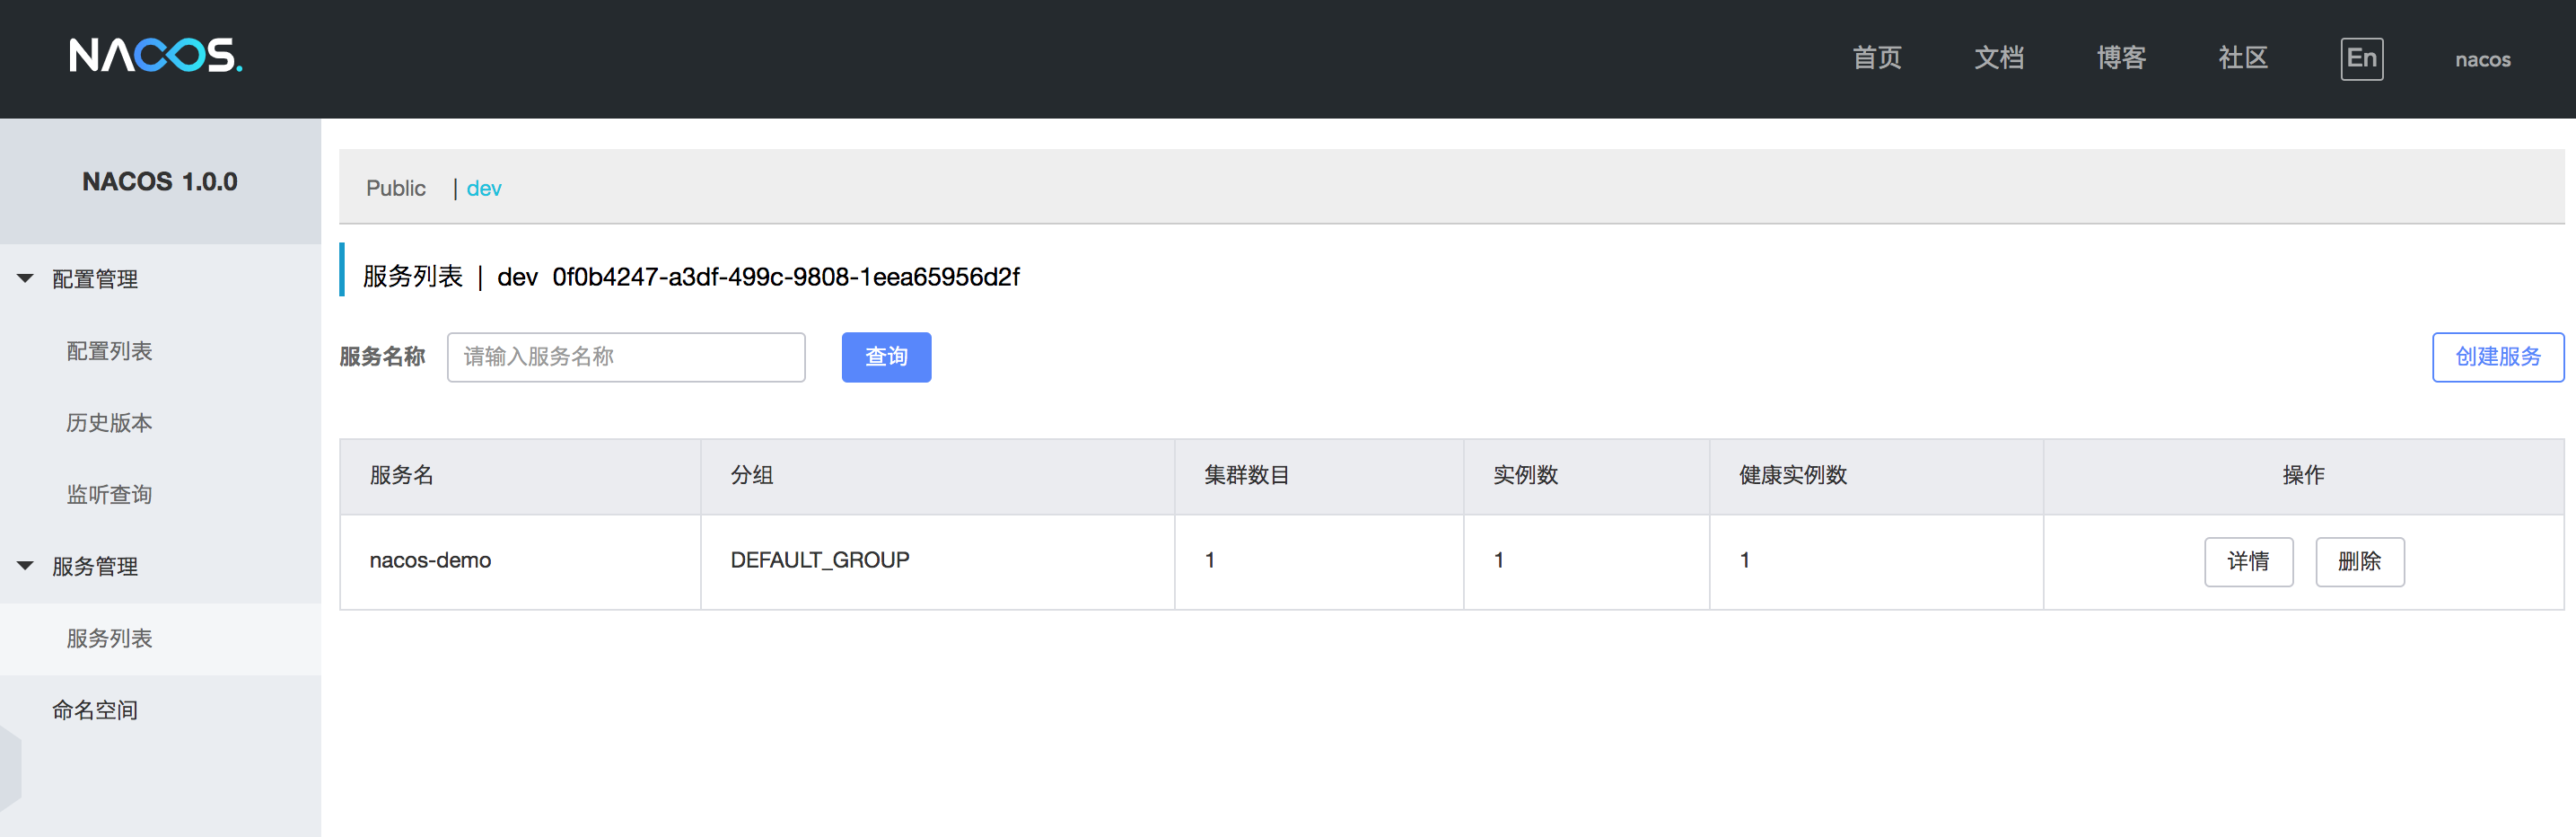 NACOS.
首页 文档 博客 社区 En nacos
NACOS 1.0.0
配置管理
配置列表
历史版本
监听查询
服务管理
服务列表
命名空间
Public | dev
服务列表 | dev 0f0b4247-a3df-499c-9808-1eea65956d2f
服务名称 请输入服务名称 查询 创建服务
服务名 分组 集群数目 实例数 健康实例数 操作
nacos-demo DEFAULT_GROUP 1 1 1 详情 删除